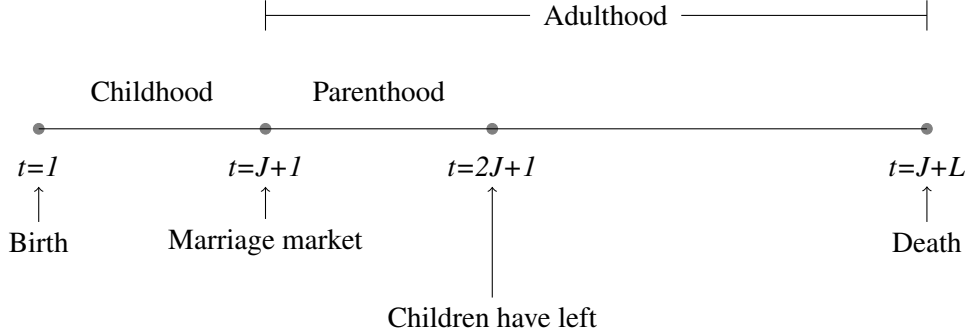 Adulthood
Childhood Parenthood
t=1 t=J+1 t=2J+1 t=J+L
Birth Marriage market Death
Children have left